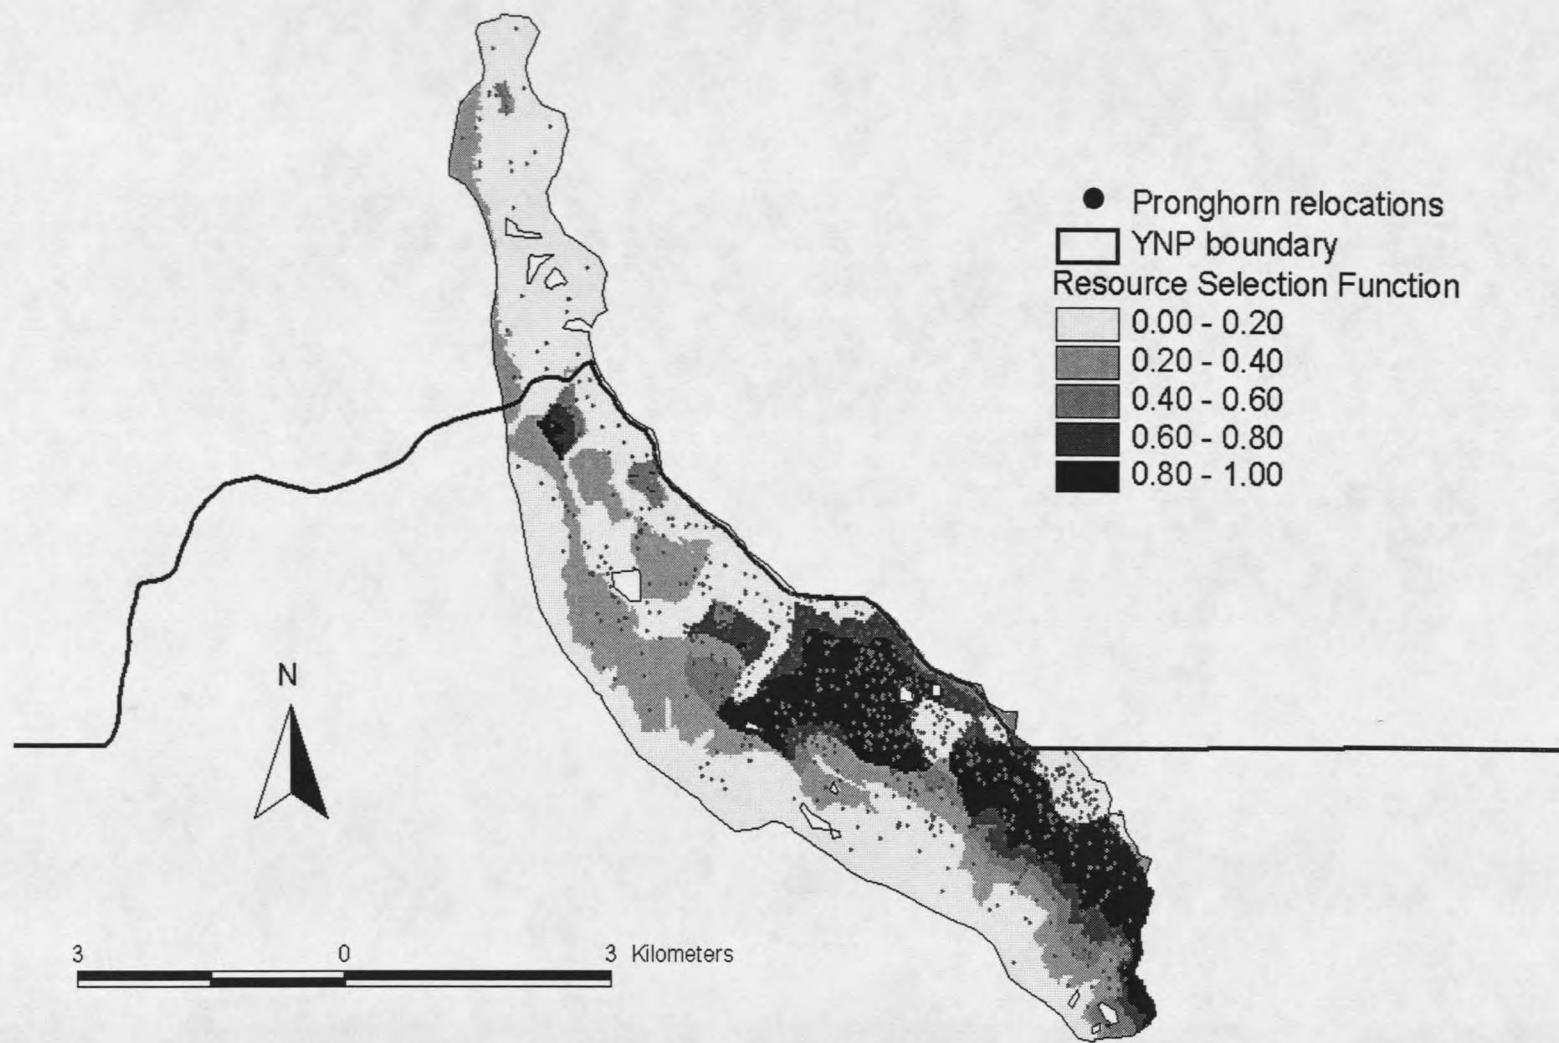 Pronghorn relocations
YNP boundary
Resource Selection Function
0.00 - 0.20
0.20 - 0.40
0.40 - 0.60
0.60 - 0.80
0.80 - 1.00
N
3 0 3 Kilometers